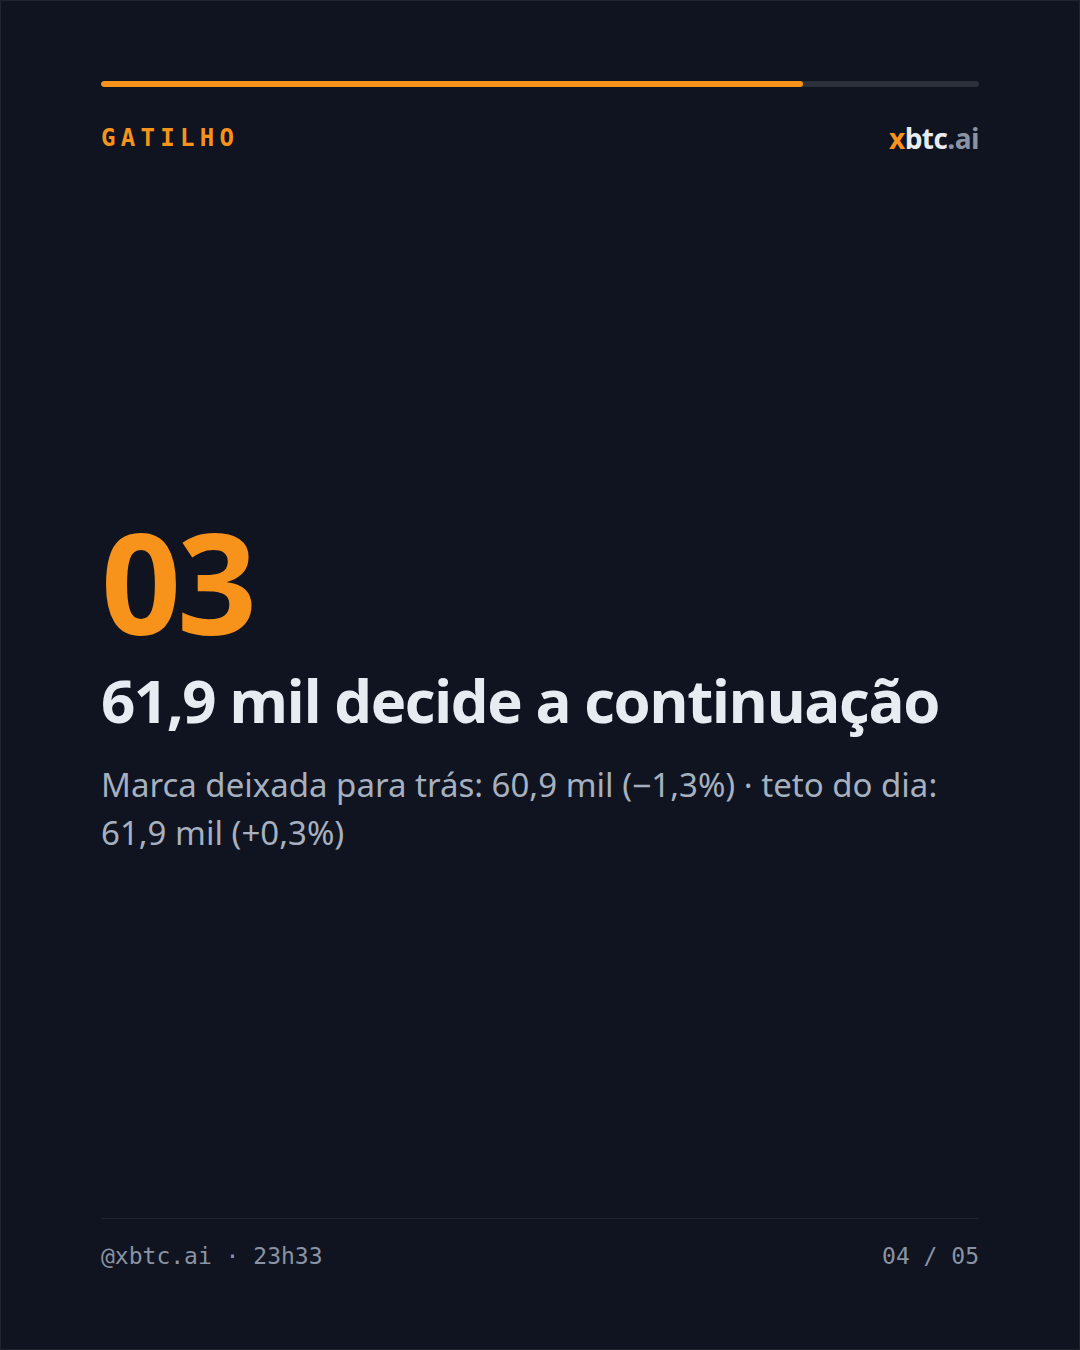 GATILHO
xbtc.ai
03
61,9 mil decide a continuação
Marca deixada para trás: 60,9 mil (−1,3%) · teto do dia:
61,9 mil (+0,3%)
@xbtc.ai · 23h33
04 / 05